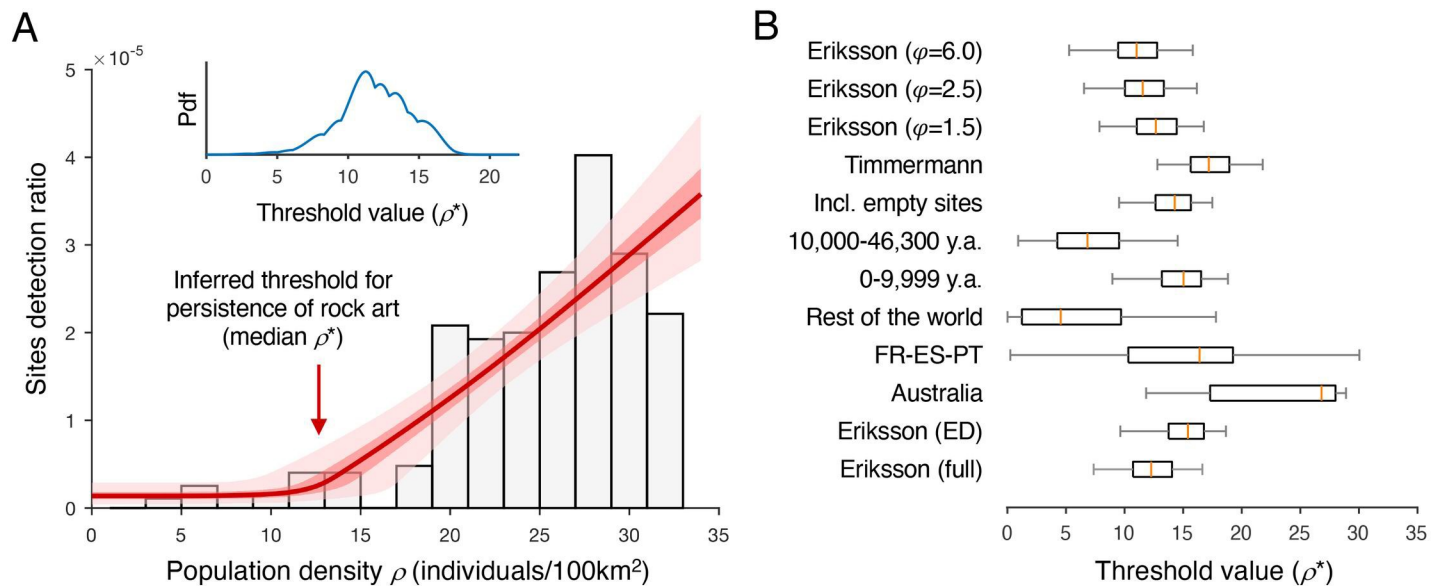 A
× 10⁻⁵
5
4
3
2
1
0
Sites detection ratio
Pdf
0 5 10 15 20
Threshold value (ρ*)
Inferred threshold for
persistence of rock art
(median ρ*)
0 5 10 15 20 25 30 35
Population density ρ (individuals/100km²)
B
Eriksson (φ=6.0)
Eriksson (φ=2.5)
Eriksson (φ=1.5)
Timmermann
Incl. empty sites
10,000-46,300 y.a.
0-9,999 y.a.
Rest of the world
FR-ES-PT
Australia
Eriksson (ED)
Eriksson (full)
0 5 10 15 20 25 30 35
Threshold value (ρ*)